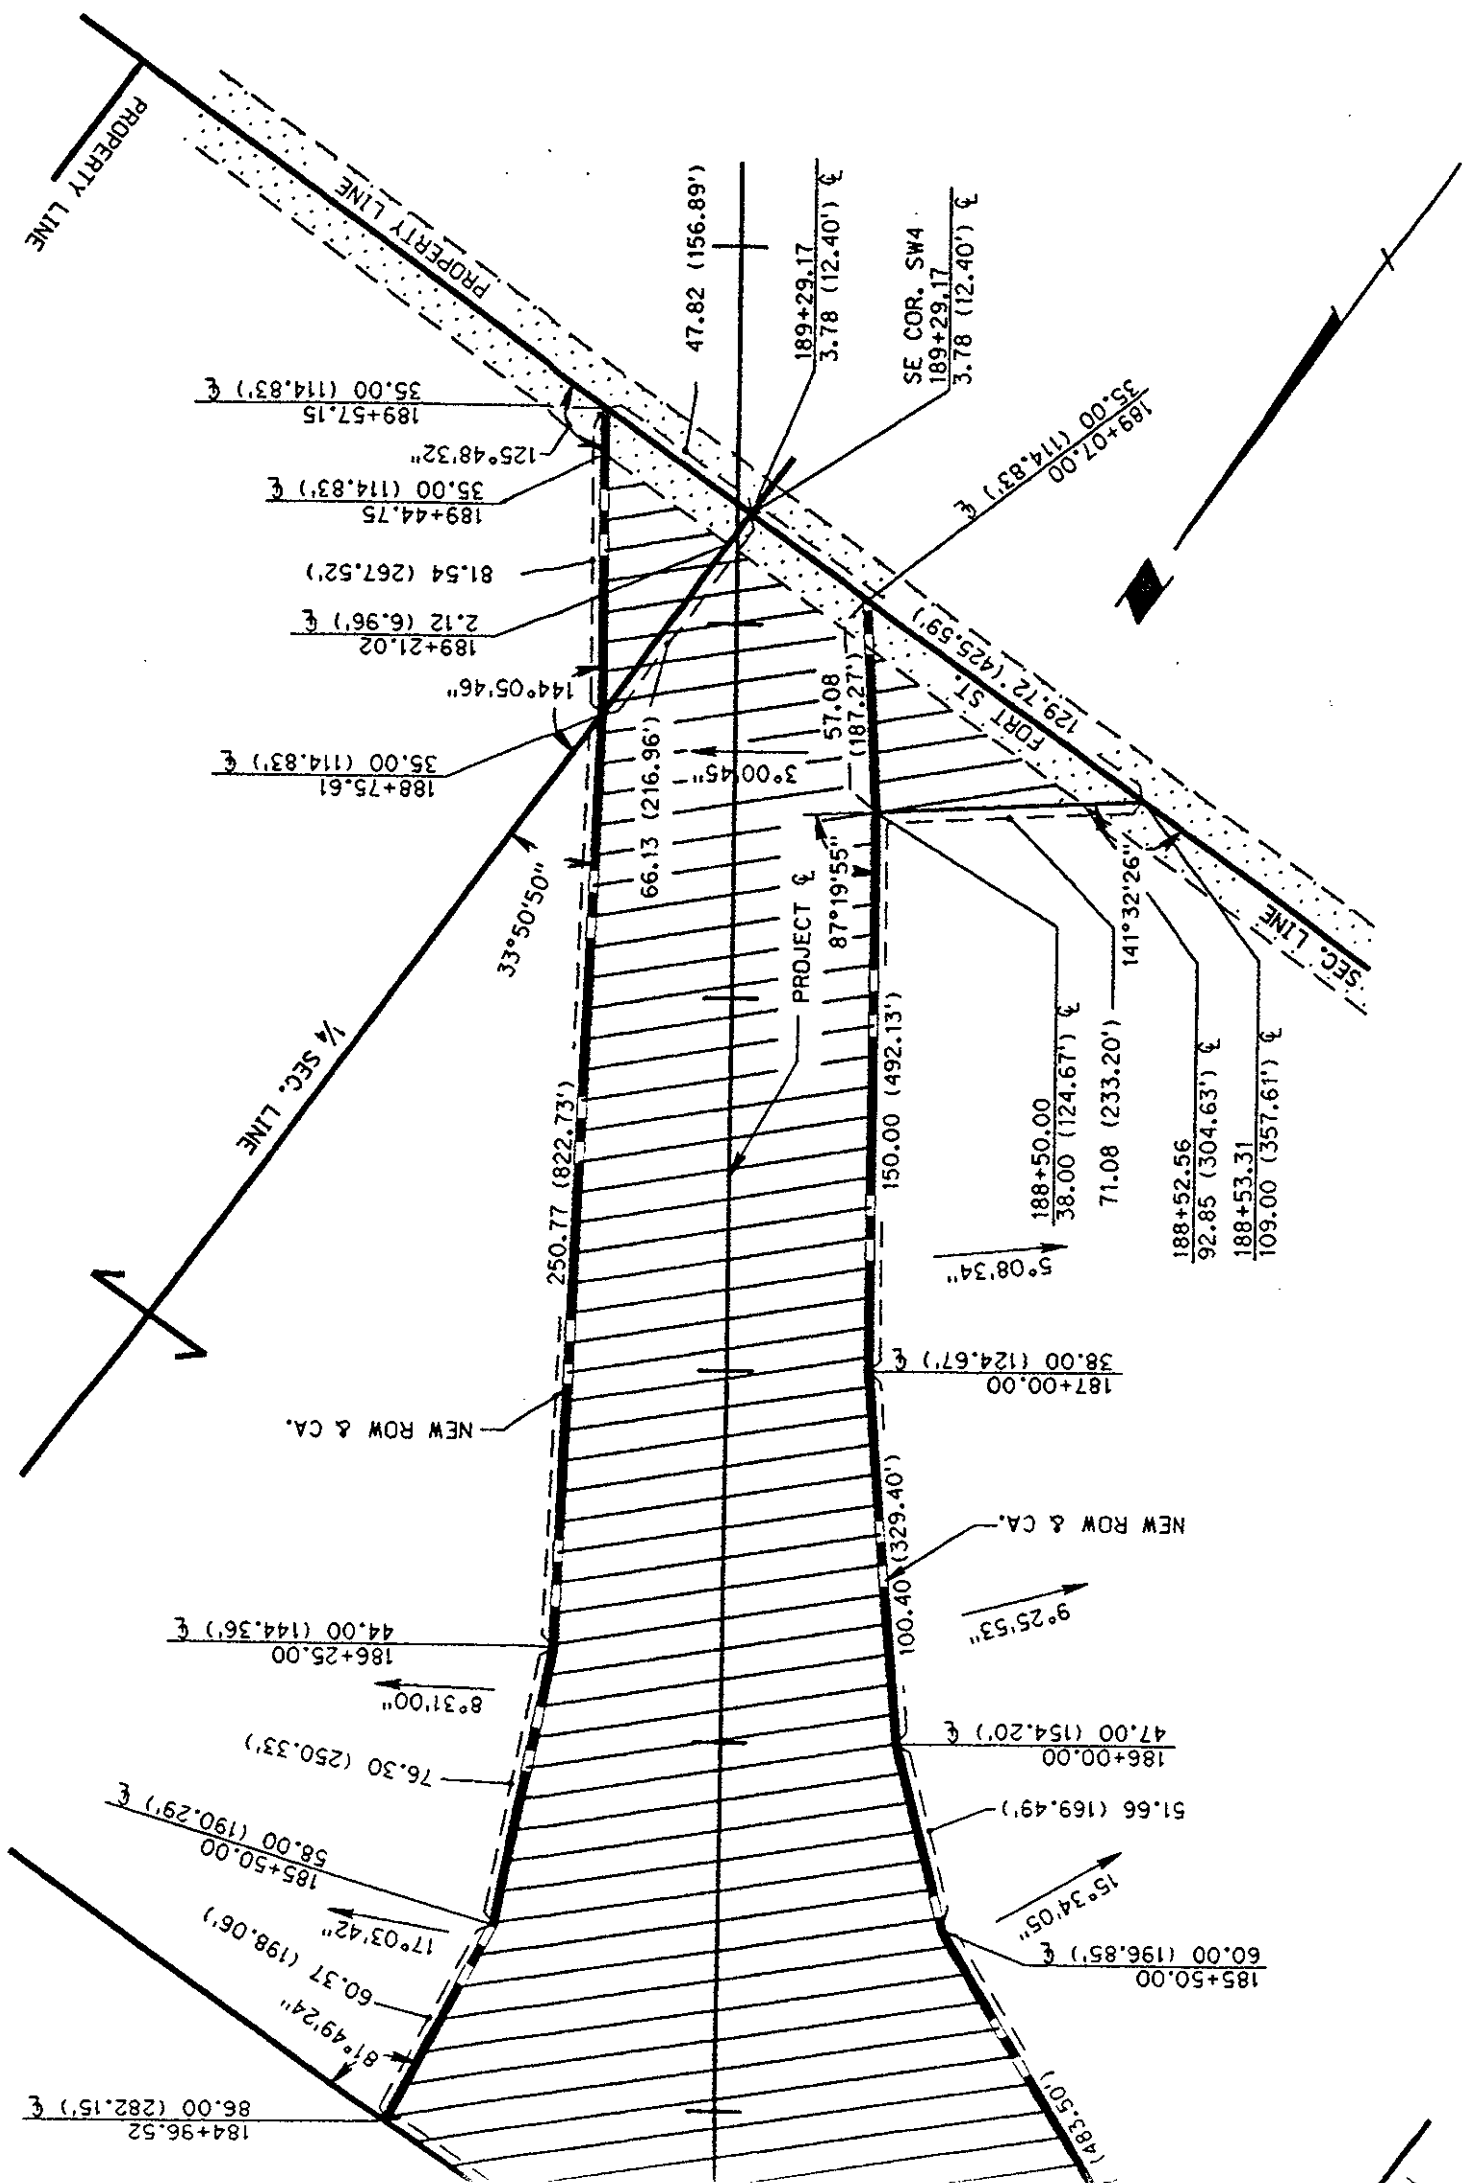 PROPERTY LINE
PROPERTY LINE
47.82 (156.89')
189+29.17
3.78 (12.40') ℄
SE COR. SW4
189+29.17
3.78 (12.40') ℄
189+57.15
35.00 (114.83') ℄
125°48'32"
189+44.75
35.00 (114.83') ℄
81.54 (267.52')
189+21.02
2.12 (6.96') ℄
144°05'46"
188+75.61
35.00 (114.83') ℄
189+07.00
35.00 (114.83') ℄
129.72 (425.59')
FORT ST.
57.08
(187.27')
3°00'45"
66.13 (216.96')
33°50'50"
PROJECT ℄
87°19'55"
141°32'26"
SEC. LINE
1/4 SEC. LINE
250.77 (822.73')
150.00 (492.13')
188+50.00
38.00 (124.67') ℄
71.08 (233.20')
188+52.56
92.85 (304.63') ℄
188+53.31
109.00 (357.61') ℄
5°08'34"
187+00.00
38.00 (124.67') ℄
NEW ROW & CA.
100.40 (329.40')
NEW ROW & CA.
9°25'53"
186+25.00
44.00 (144.36') ℄
8°31'00"
76.30 (250.33')
186+00.00
47.00 (154.20') ℄
51.66 (169.49')
185+50.00
58.00 (190.29') ℄
17°03'42"
60.37 (198.06')
81°49'24"
15°34'05"
185+50.00
60.00 (196.85') ℄
184+96.52
86.00 (282.15') ℄
(483.50')